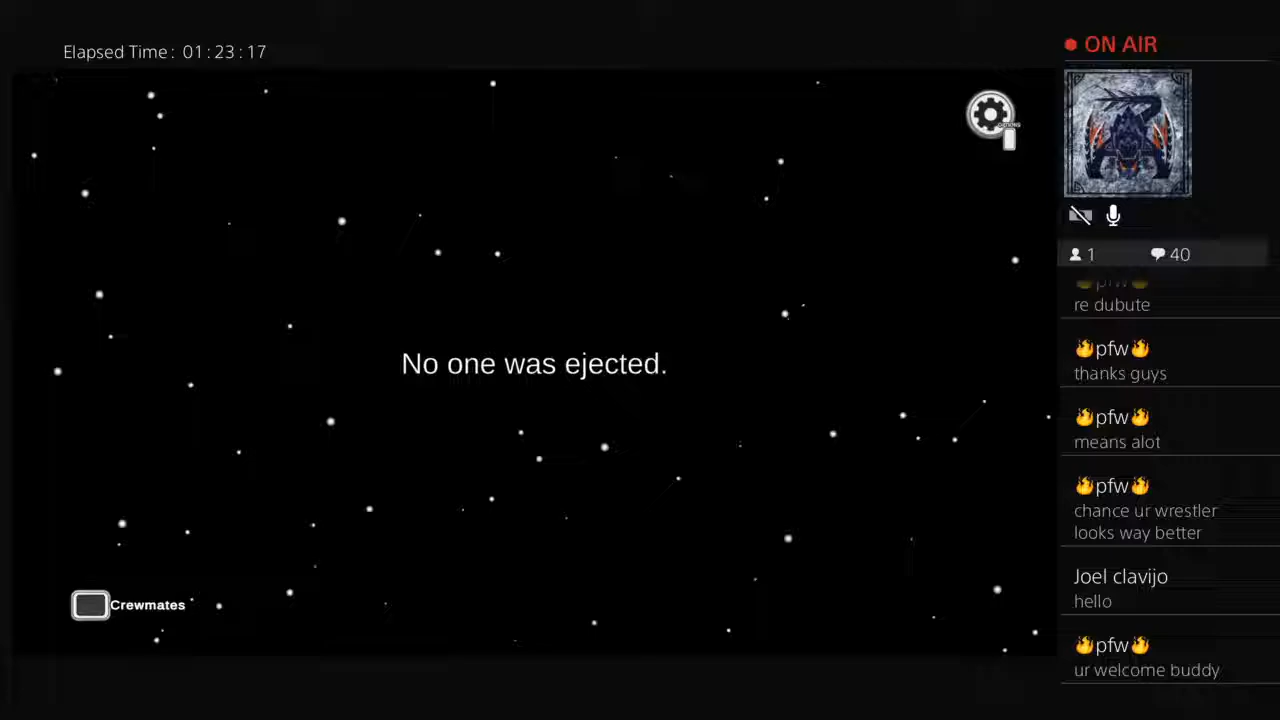 Elapsed Time: 01:23:17
ON AIR
1
40
🔥pfw🔥
re dubute
🔥pfw🔥
thanks guys
🔥pfw🔥
means alot
🔥pfw🔥
chance ur wrestler
looks way better
Joel clavijo
hello
🔥pfw🔥
ur welcome buddy
No one was ejected.
Crewmates